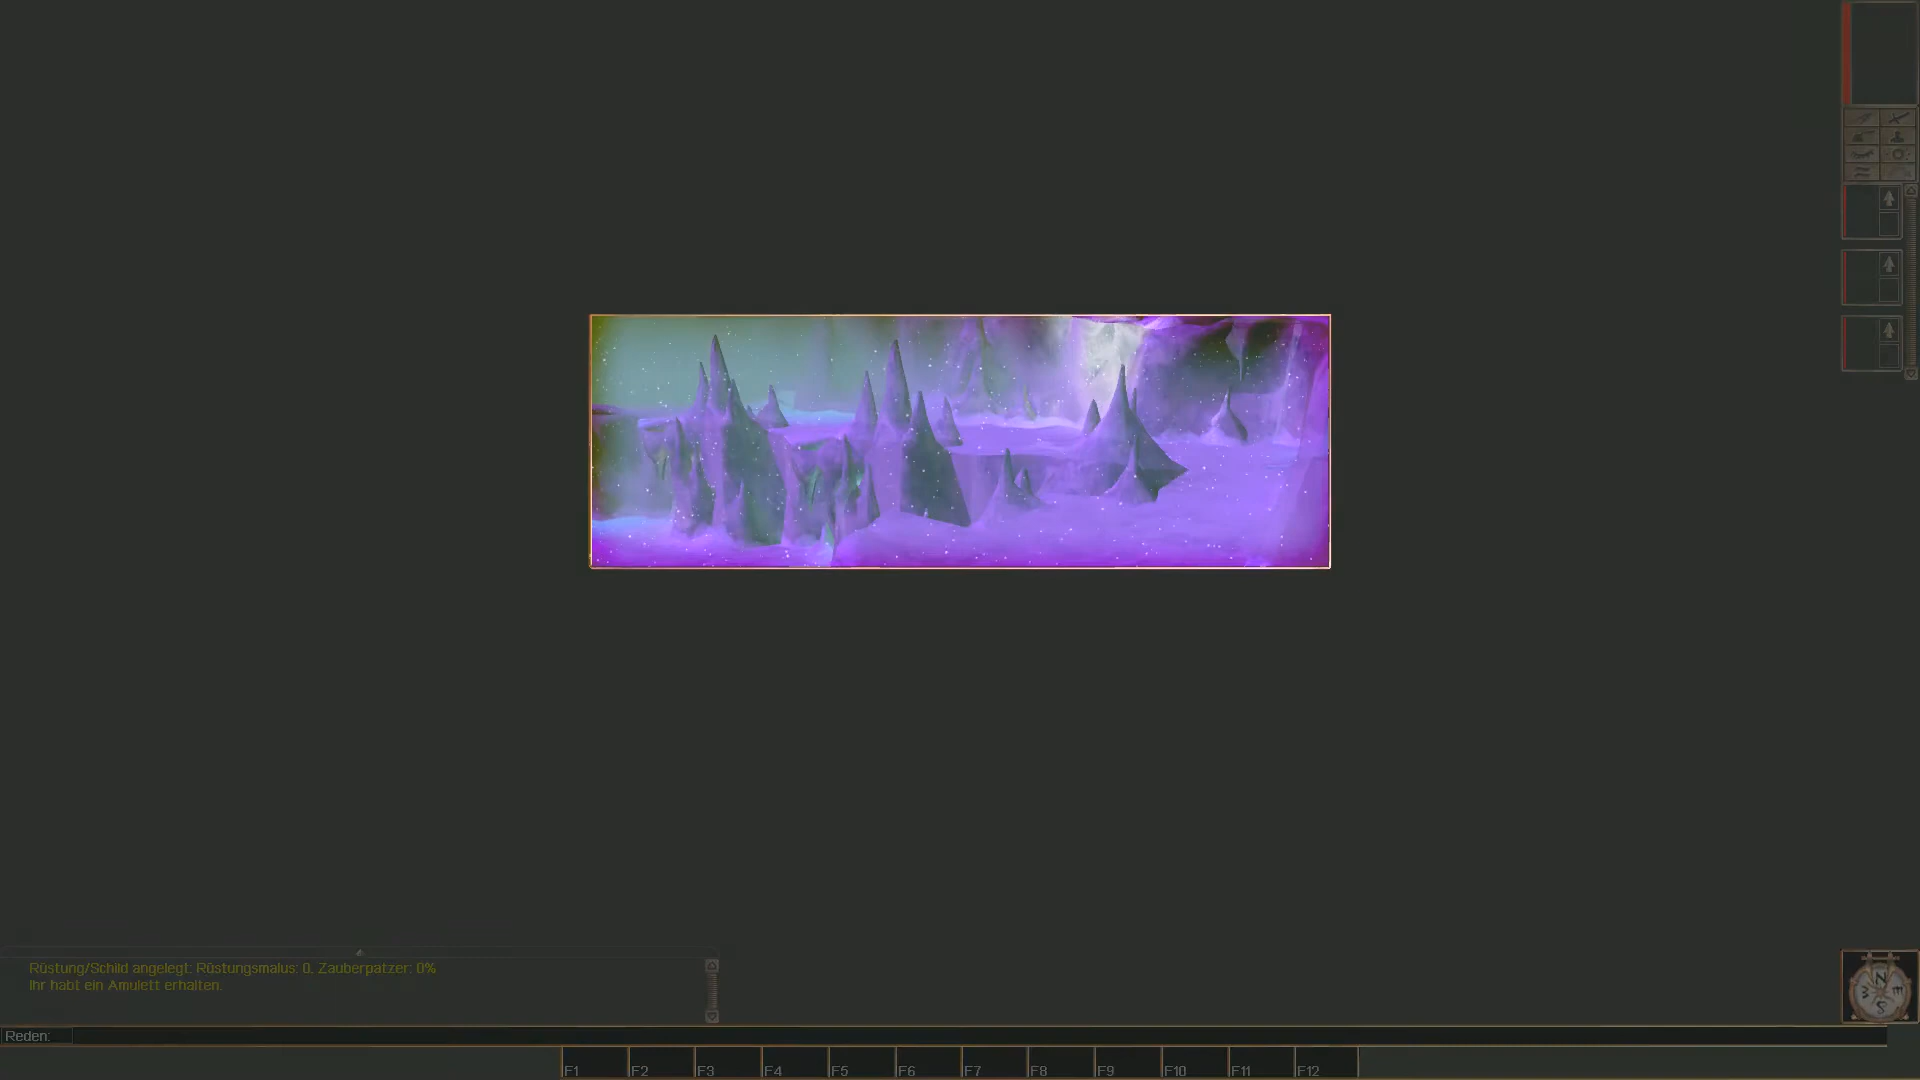 Rüstung/Schild angelegt: Rüstungsmalus: 0, Zauberpatzer: 0%
Ihr habt ein Amulett erhalten.
N
W E
S
Reden:
F1 F2 F3 F4 F5 F6 F7 F8 F9 F10 F11 F12